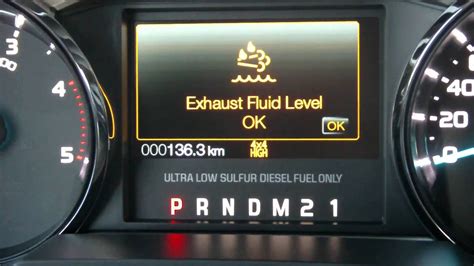 Exhaust Fluid Level
OK
OK
000136.3 km
4x4
HIGH
ULTRA LOW SULFUR DIESEL FUEL ONLY
P R N D M 2 1
4
5
40
20
0